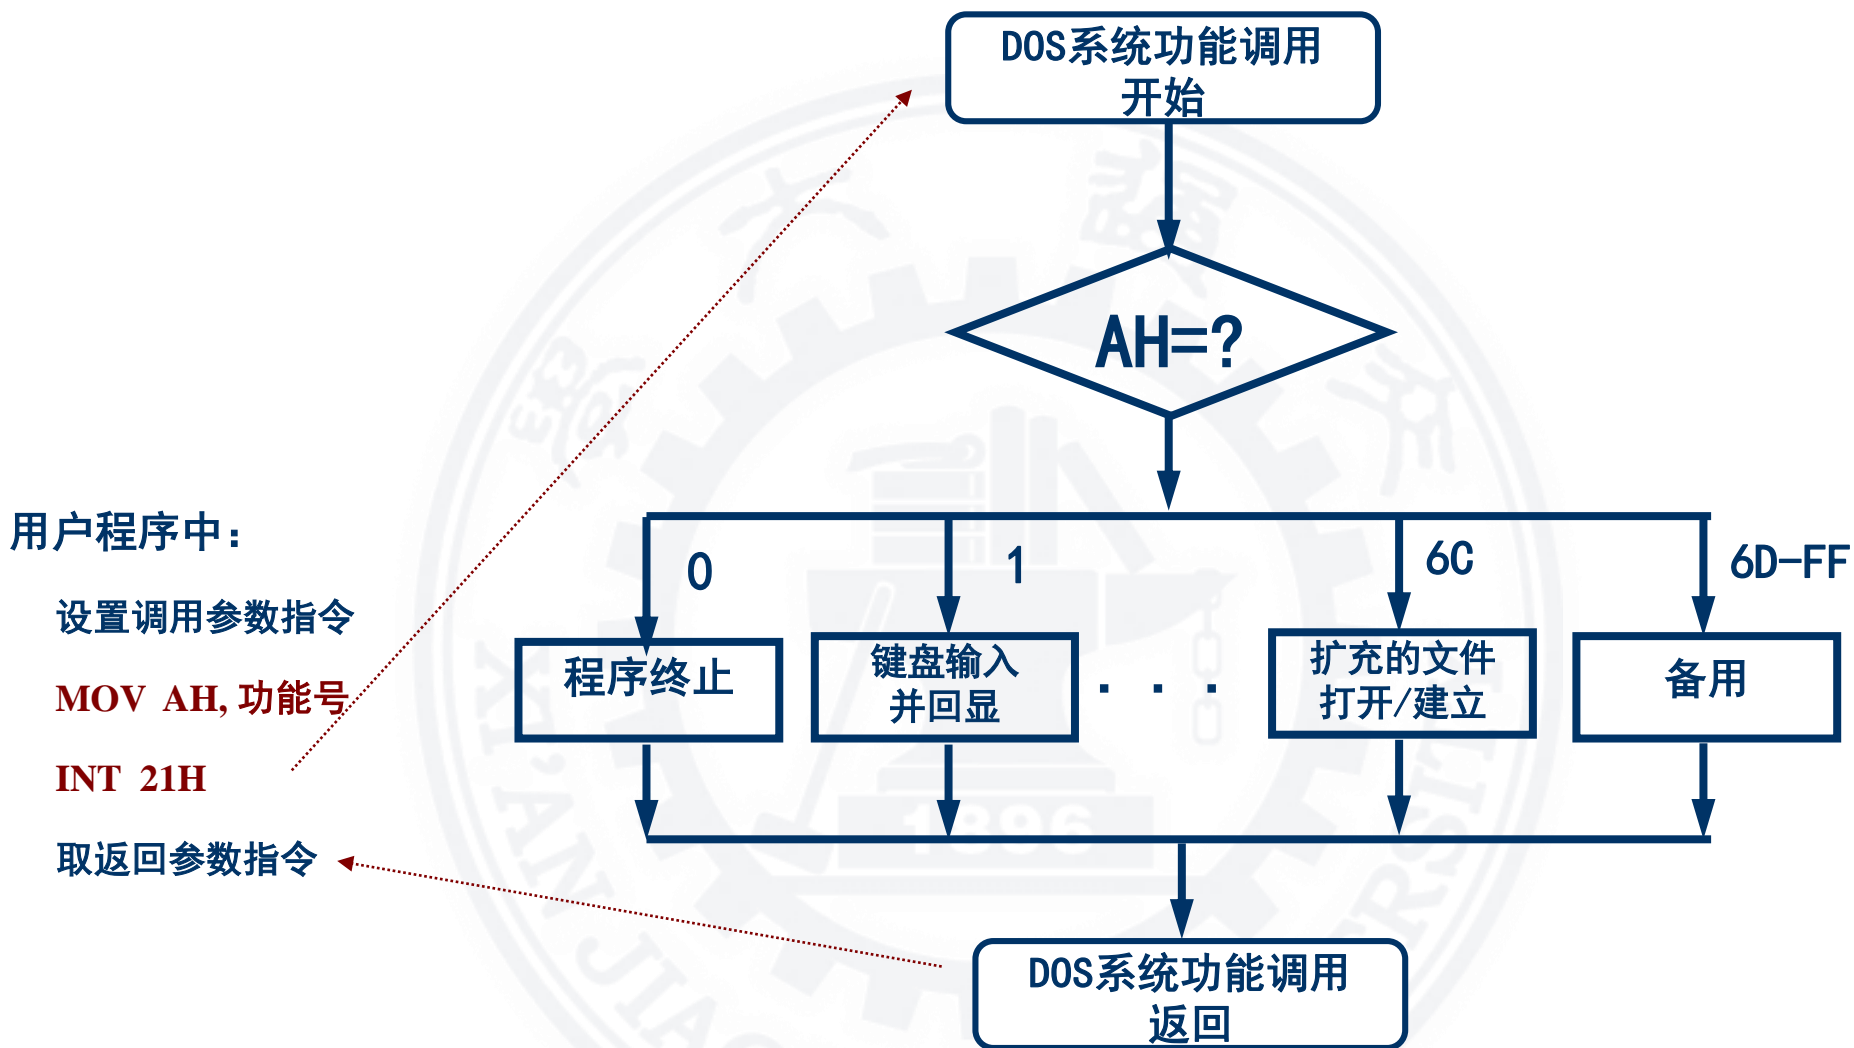 DOS系统功能调用
开始
AH=?
用户程序中：
设置调用参数指令
MOV AH, 功能号
INT 21H
取返回参数指令
0
1
6C
6D-FF
程序终止
键盘输入
并回显
· · ·
扩充的文件
打开/建立
备用
DOS系统功能调用
返回
1896
XI'AN JIAO